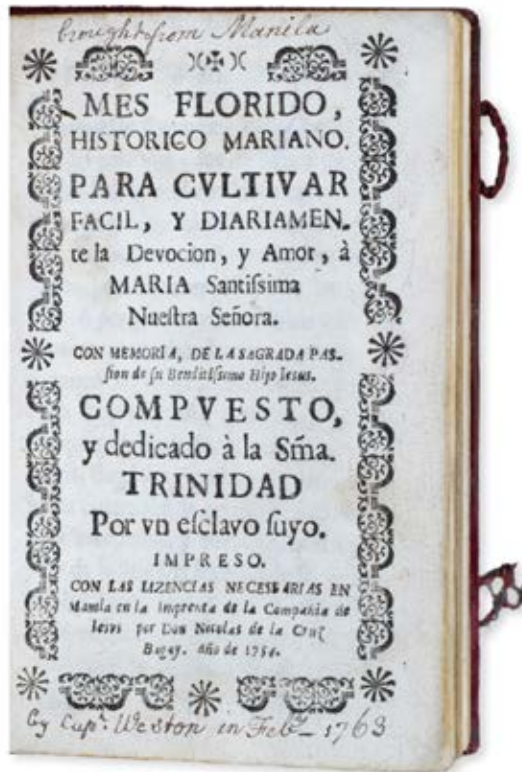 brought from Manila
MES FLORIDO,
HISTORICO MARIANO.
PARA CVLTIVAR
FACIL, Y DIARIAMEN-
te la Devocion, y Amor, à
MARIA Santiſsima
Nueſtra Señora.
CON MEMORIA, DE LA SAGRADA PAS-
ſion de ſu Benditiſsimo Hijo Iesus.
COMPVESTO,
y dedicado à la Sm̃a.
TRINIDAD
Por vn eſclavo ſuyo.
IMPRESO.
CON LAS LIZENCIAS NECESSARIAS EN
Manila en la Imprenta de la Compañia de
Iesvs por Don Nicolas de la Cruz
Bagay. año de 1754.
by Capt. Weston in Feby. 1763